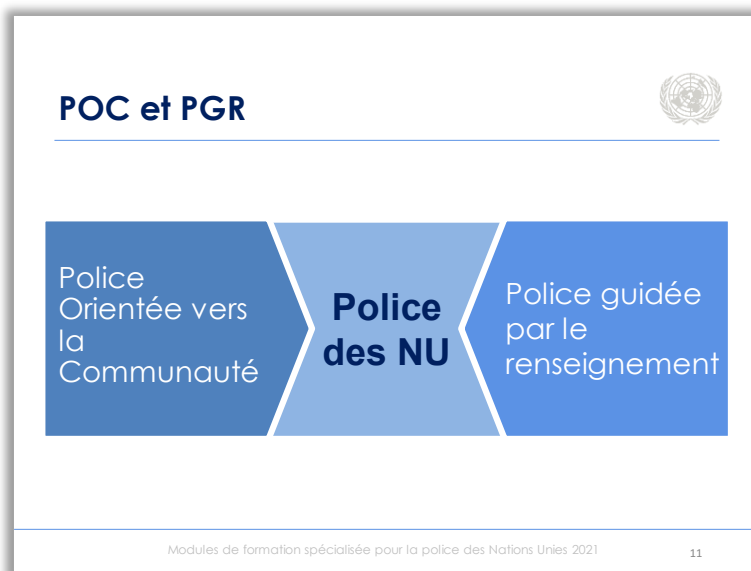 POC et PGR
Police
Orientée vers
la
Communauté
Police
des NU
Police guidée
par le
renseignement
Modules de formation spécialisée pour la police des Nations Unies 2021
11